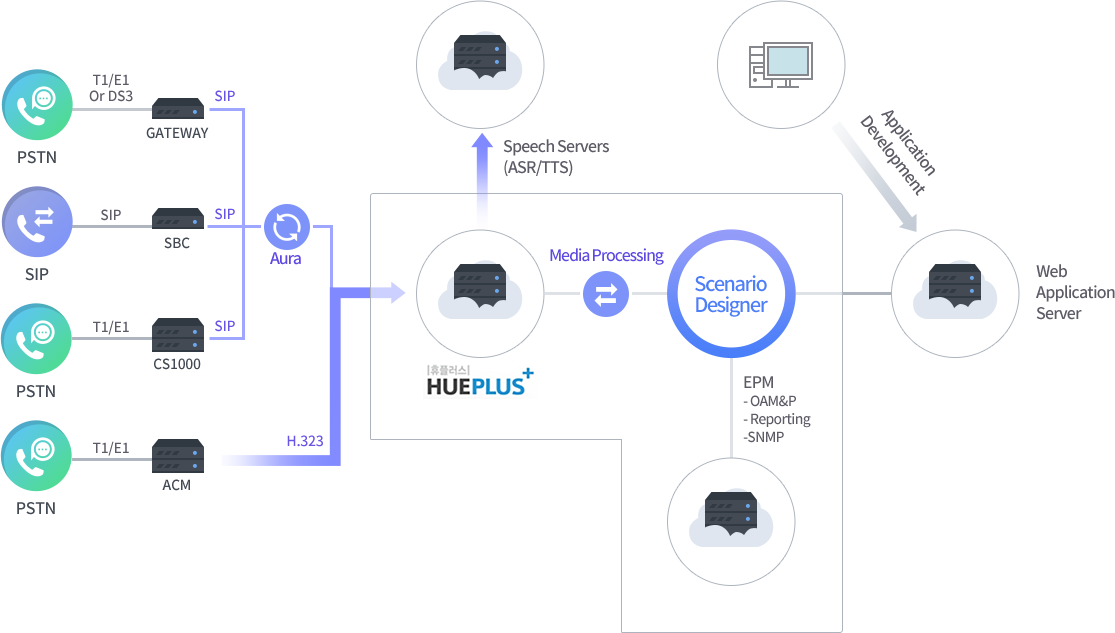 T1/E1
Or DS3
SIP
GATEWAY
PSTN
SIP
SIP
SBC
SIP
Aura
T1/E1
SIP
CS1000
PSTN
T1/E1
H.323
ACM
PSTN
Speech Servers
(ASR/TTS)
Application
Development
Media Processing
Scenario
Designer
Web
Application
Server
|휴플러스|
HUEPLUS+
EPM
- OAM&P
- Reporting
-SNMP